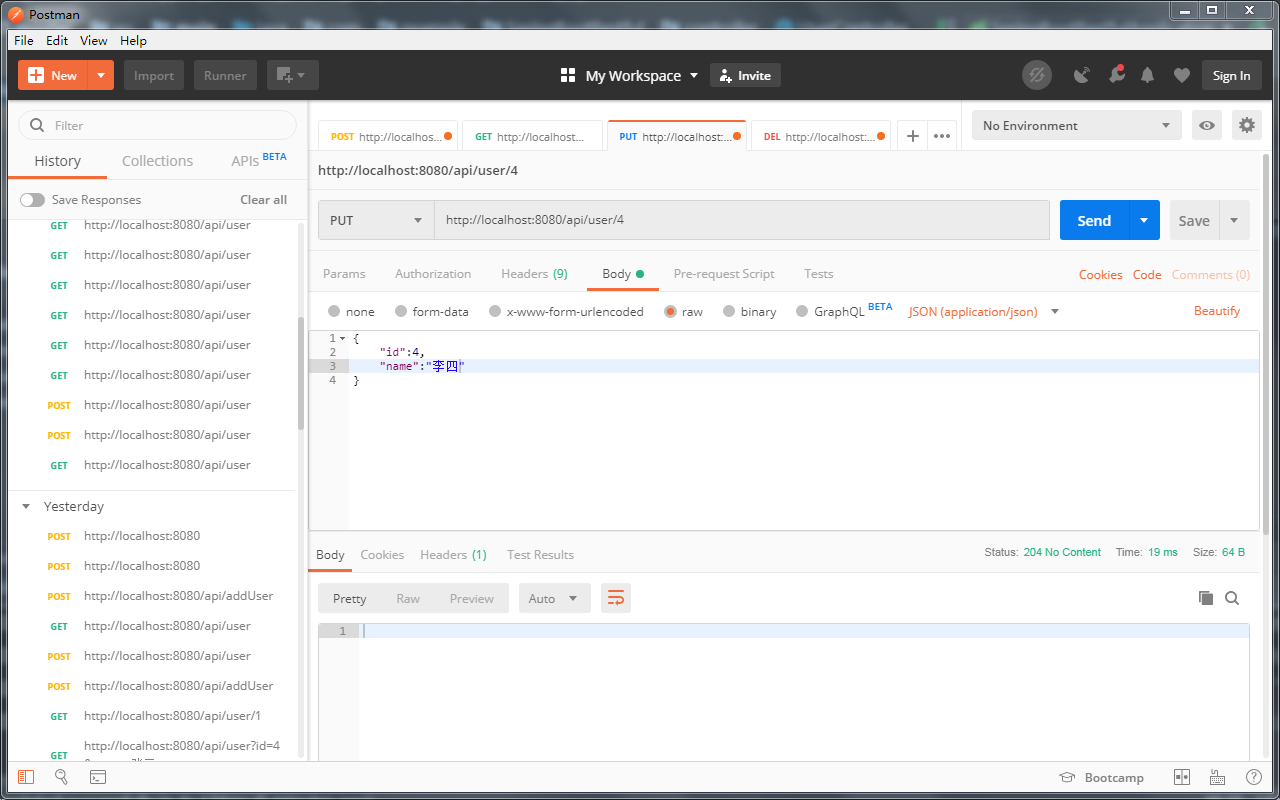 Postman
File Edit View Help
New Import Runner My Workspace Invite Sign In
Filter
History Collections APIs BETA
Save Responses Clear all
GET http://localhost:8080/api/user
GET http://localhost:8080/api/user
GET http://localhost:8080/api/user
GET http://localhost:8080/api/user
GET http://localhost:8080/api/user
GET http://localhost:8080/api/user
POST http://localhost:8080/api/user
POST http://localhost:8080/api/user
GET http://localhost:8080/api/user
Yesterday
POST http://localhost:8080
POST http://localhost:8080
POST http://localhost:8080/api/addUser
GET http://localhost:8080/api/user
POST http://localhost:8080/api/user
POST http://localhost:8080/api/addUser
GET http://localhost:8080/api/user/1
GET http://localhost:8080/api/user?id=4
POST http://localhos... GET http://localhost... PUT http://localhost:... DEL http://localhost:... No Environment
http://localhost:8080/api/user/4
PUT http://localhost:8080/api/user/4 Send Save
Params Authorization Headers (9) Body Pre-request Script Tests Cookies Code Comments (0)
none form-data x-www-form-urlencoded raw binary GraphQL BETA JSON (application/json) Beautify
1 {
2 "id":4,
3 "name":"李四"
4 }
Body Cookies Headers (1) Test Results Status: 204 No Content Time: 19 ms Size: 64 B
Pretty Raw Preview Auto
1
Bootcamp